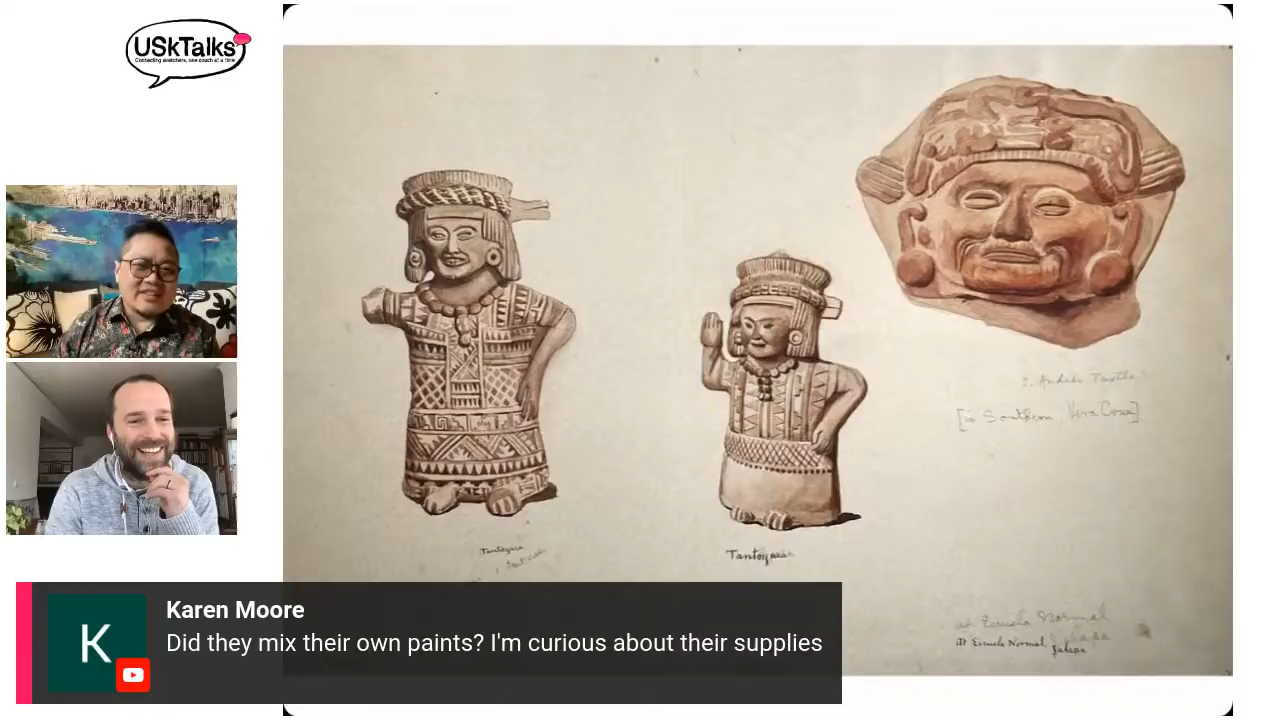 USkTalks
Connecting sketchers, one couch at a time
[in Southern Vera Cruz]
Tantoyuca
at Escuela Normal
At Escuela Normal,
Jalapa
K
Karen Moore
Did they mix their own paints? I'm curious about their supplies